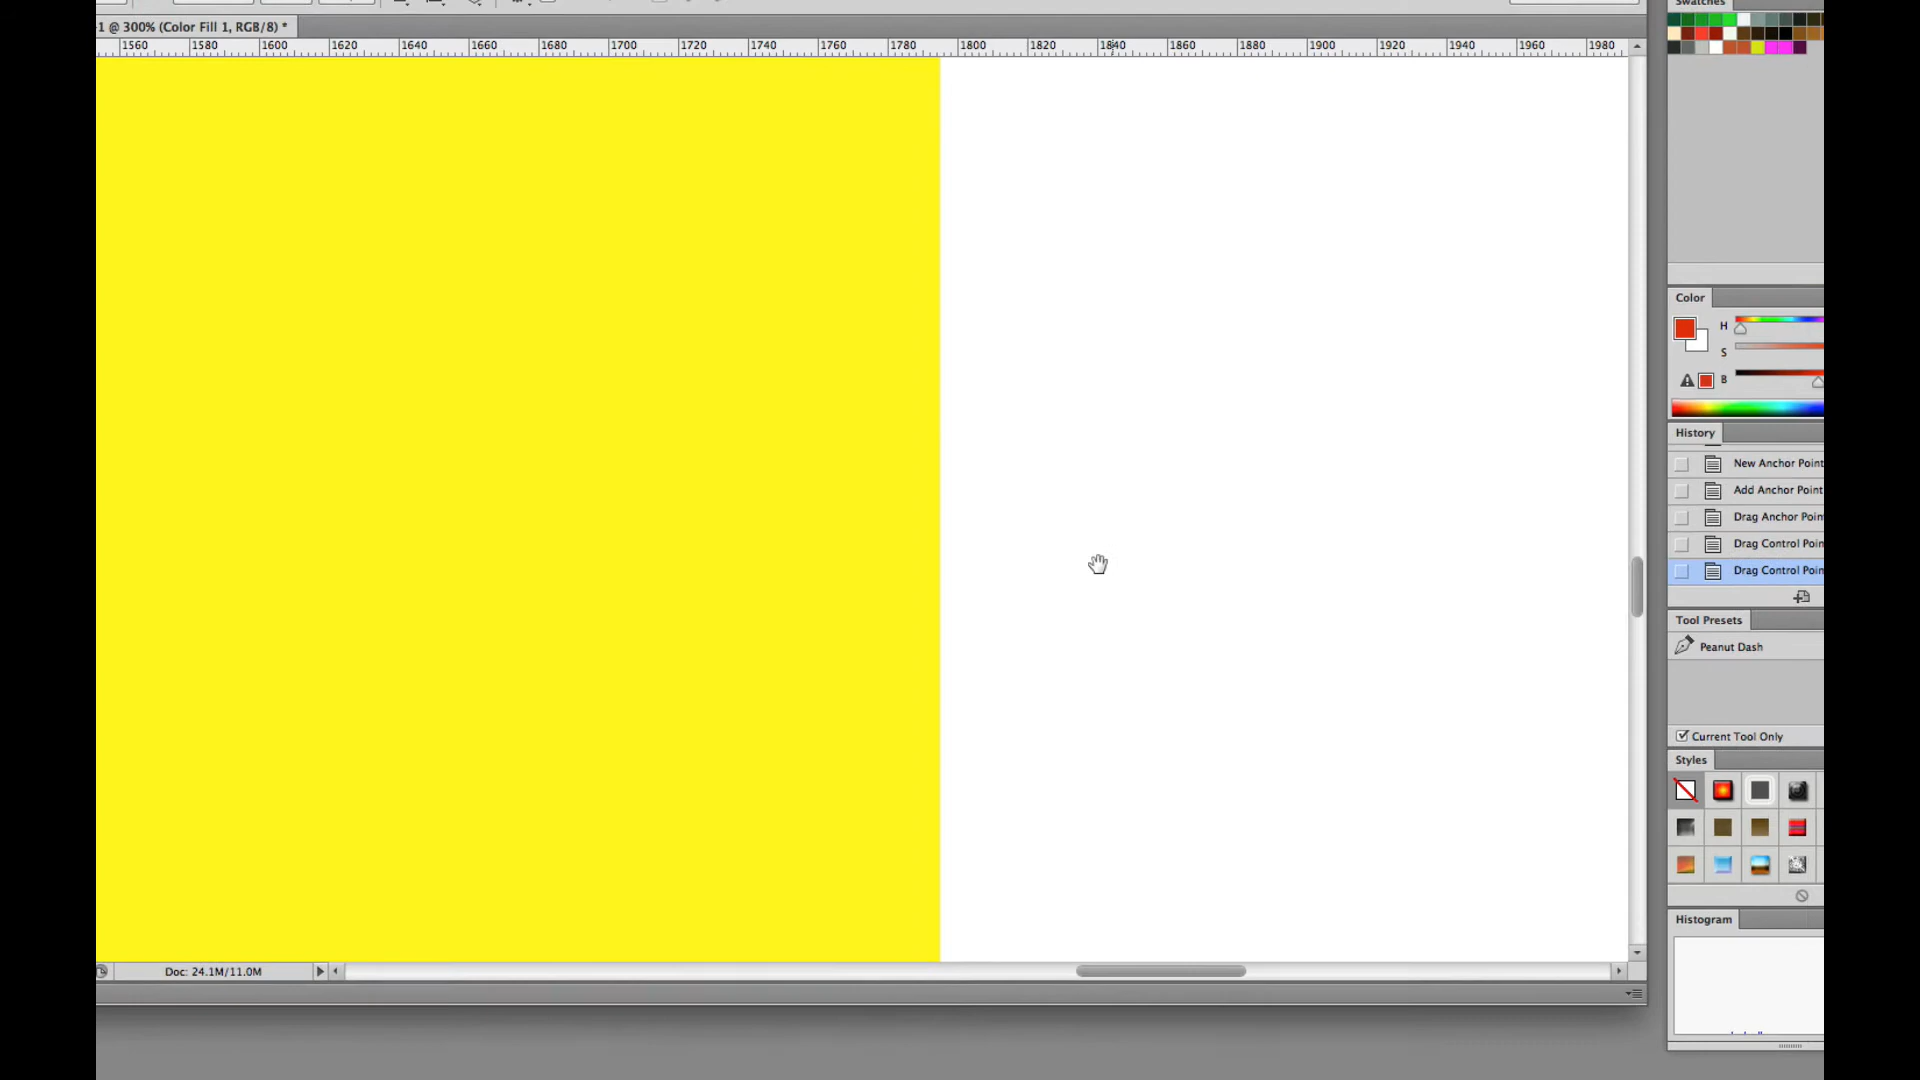 Swatches
-1 @ 300% (Color Fill 1, RGB/8) *
1560 1580 1600 1620 1640 1660 1680 1700 1720 1740 1760 1780 1800 1820 1840 1860 1880 1900 1920 1940 1960 1980
Color
H
S
B
History
New Anchor Point
Add Anchor Point
Drag Anchor Poin
Drag Control Poin
Drag Control Poin
Tool Presets
Peanut Dash
Current Tool Only
Styles
Histogram
Doc: 24.1M/11.0M